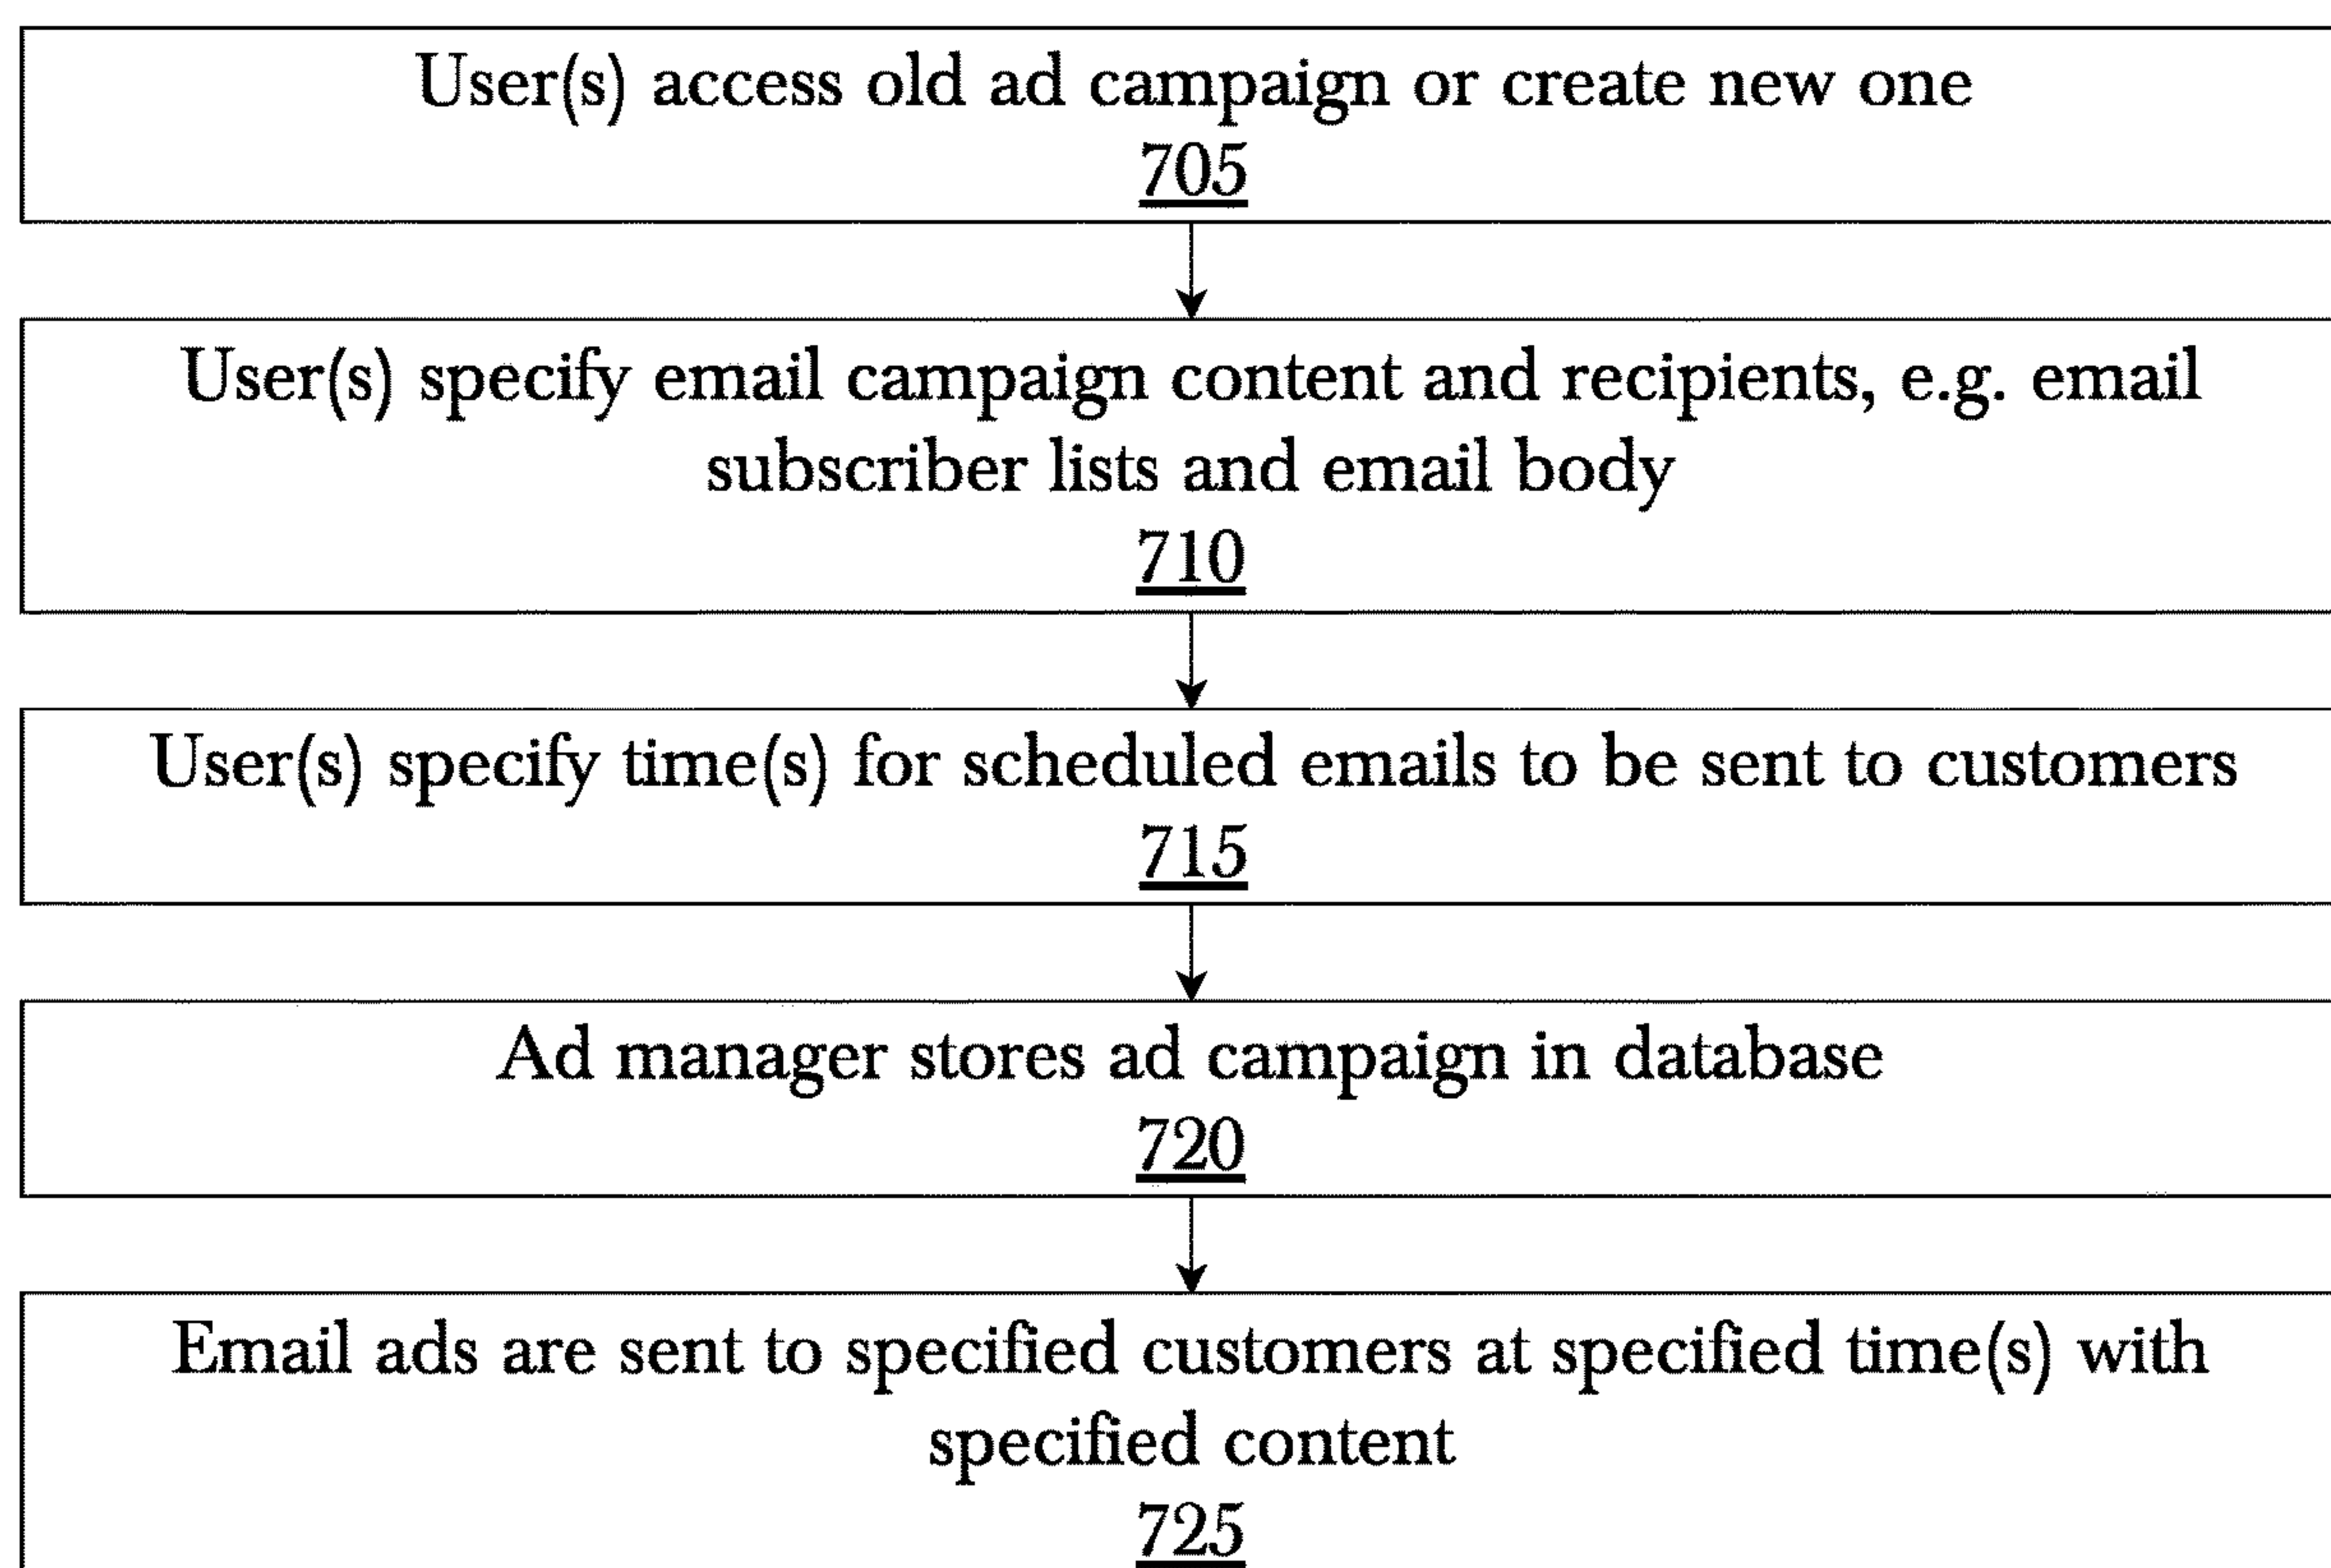 User(s) access old ad campaign or create new one
705
User(s) specify email campaign content and recipients, e.g. email
subscriber lists and email body
710
User(s) specify time(s) for scheduled emails to be sent to customers
715
Ad manager stores ad campaign in database
720
Email ads are sent to specified customers at specified time(s) with
specified content
725